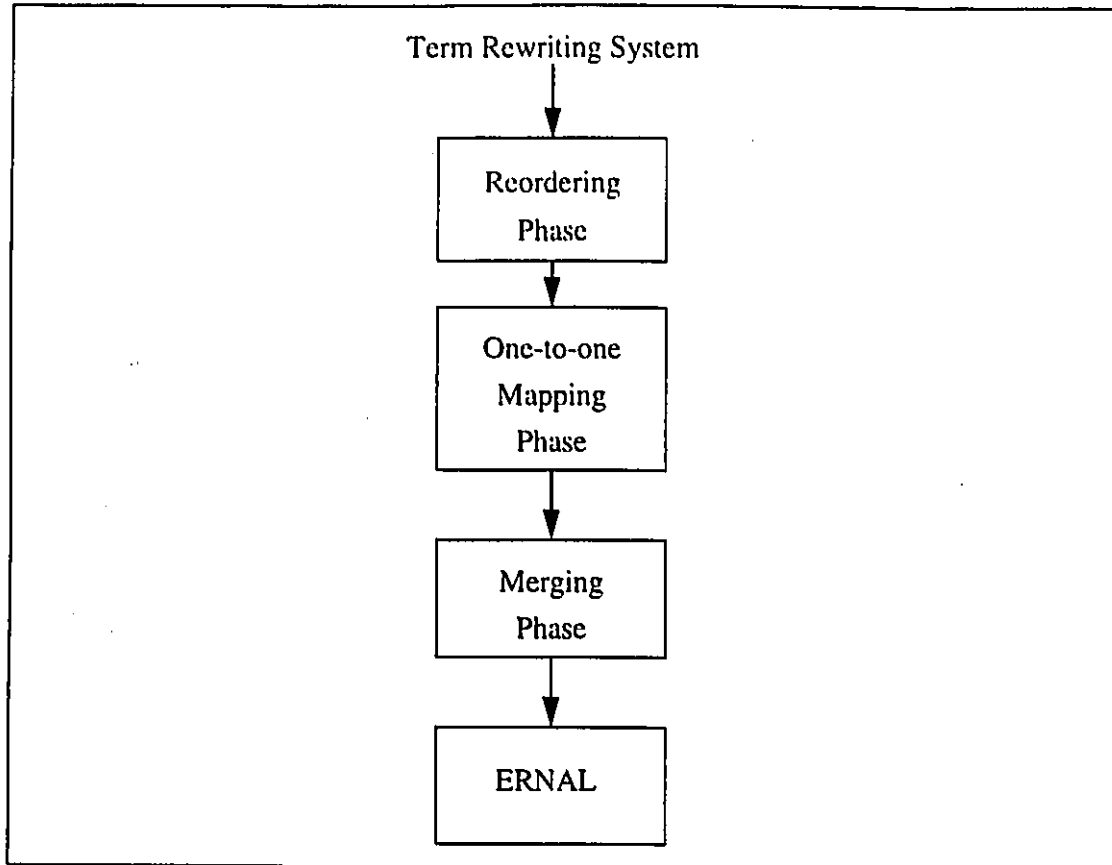 Term Rewriting System
Reordering
Phase
One-to-one
Mapping
Phase
Merging
Phase
ERNAL